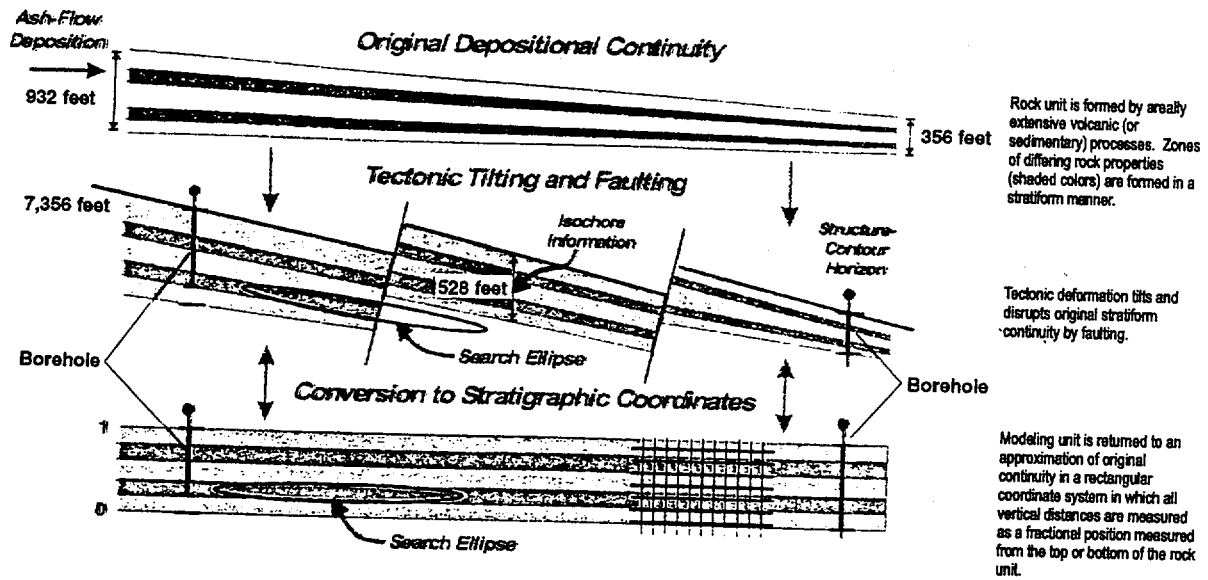 Ash-Flow
Deposition
932 feet
Original Depositional Continuity
356 feet
Rock unit is formed by areally
extensive volcanic (or
sedimentary) processes. Zones
of differing rock properties
(shaded colors) are formed in a
stratiform manner.
Tectonic Tilting and Faulting
7,356 feet
Isochore
Information
528 feet
Structure-
Contour
Horizon
Tectonic deformation tilts and
disrupts original stratiform
continuity by faulting.
Search Ellipse
Borehole
Borehole
Conversion to Stratigraphic Coordinates
1
0
Search Ellipse
Modeling unit is returned to an
approximation of original
continuity in a rectangular
coordinate system in which all
vertical distances are measured
as a fractional position measured
from the top or bottom of the rock
unit.